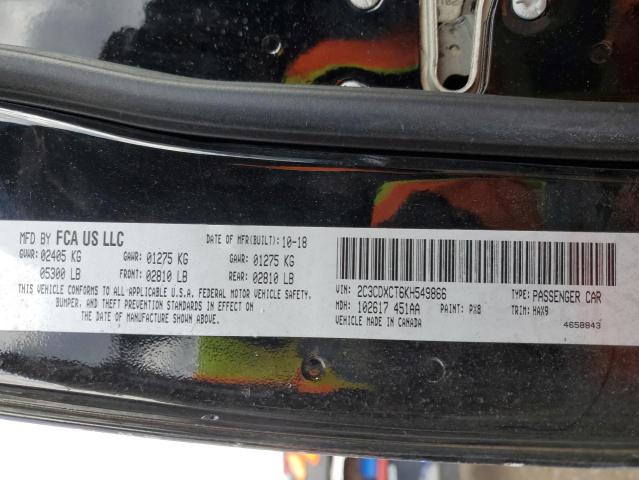 MFD BY FCA US LLC
DATE OF MFR(BUILT): 10-18
GVWR: 02405 KG GAWR: 01275 KG GAWR: 01275 KG
05300 LB FRONT: 02810 LB REAR: 02810 LB
THIS VEHICLE CONFORMS TO ALL APPLICABLE U.S.A. FEDERAL MOTOR VEHICLE SAFETY,
BUMPER, AND THEFT PREVENTION STANDARDS IN EFFECT ON
THE DATE OF MANUFACTURE SHOWN ABOVE.
VIN: 2C3CDXCT6KH549866 TYPE: PASSENGER CAR
MDH: 102617 451AA PAINT: PX8 TRIM: HAX9
VEHICLE MADE IN CANADA
4658843